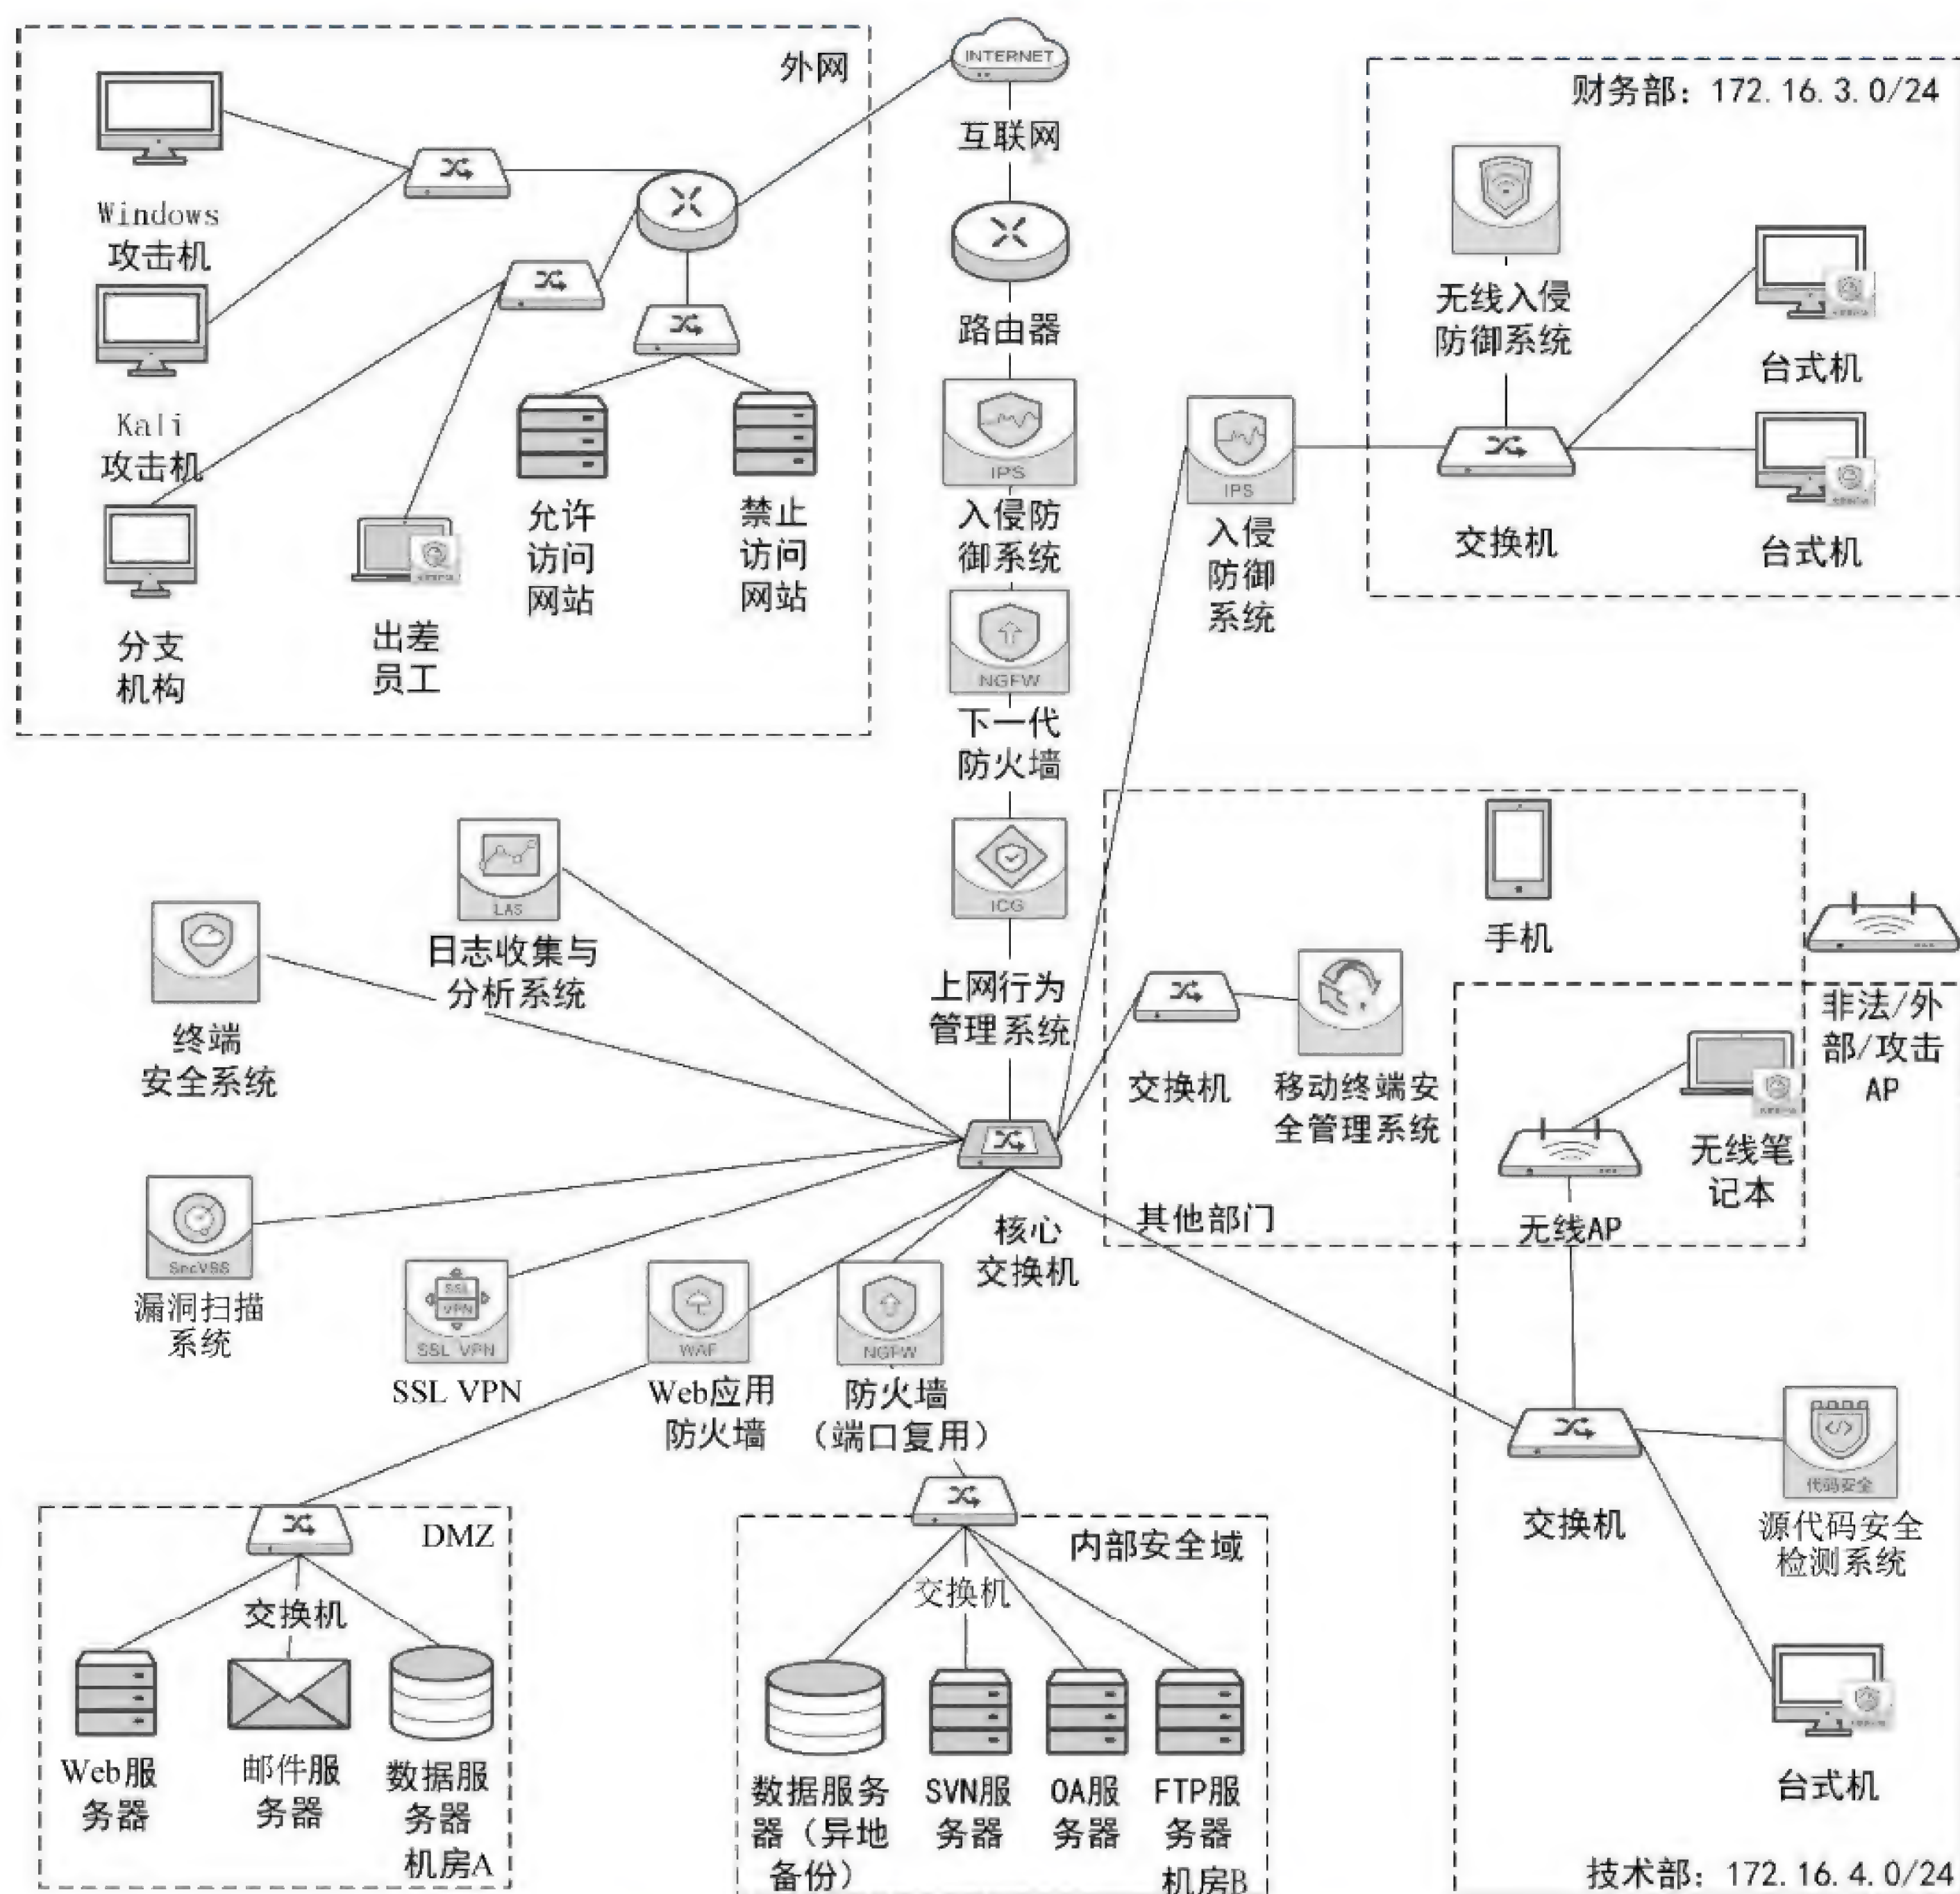 外网
INTERNET
互联网
财务部：172.16.3.0/24
Windows
攻击机
Kali
攻击机
分支
机构
出差
员工
允许
访问
网站
禁止
访问
网站
路由器
IPS
入侵防
御系统
NGFW
下一代
防火墙
ICG
上网行为
管理系统
IPS
入侵
防御
系统
无线入侵
防御系统
交换机
台式机
台式机
LAS
日志收集与
分析系统
终端
安全系统
SecVSS
漏洞扫描
系统
SSL
VPN
SSL VPN
SSL VPN
WAF
Web应用
防火墙
NGFW
防火墙
（端口复用）
核心
交换机
手机
交换机
移动终端安
全管理系统
其他部门
非法/外
部/攻击
AP
无线笔
记本
无线AP
交换机
代码安全
源代码安全
检测系统
台式机
技术部：172.16.4.0/24
DMZ
交换机
Web服
务器
邮件服
务器
数据服
务器
机房A
内部安全域
交换机
数据服务
器（异地
备份）
SVN服
务器
OA服
务器
FTP服
务器
机房B